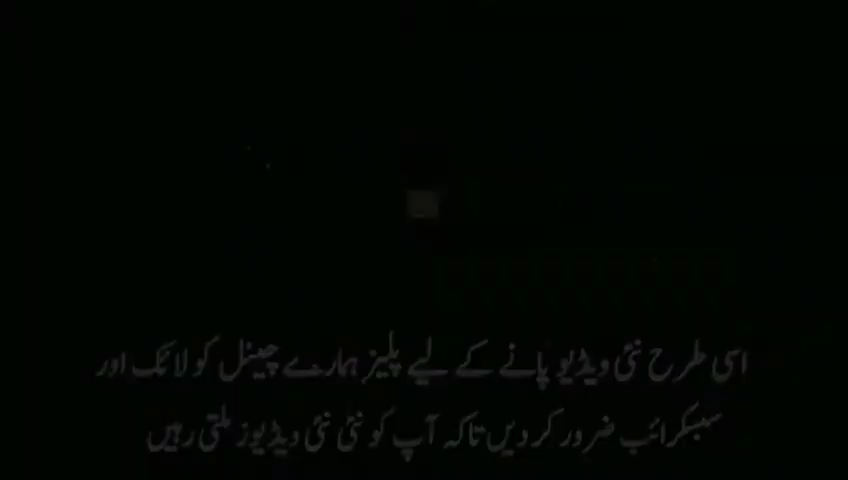 اسی طرح نئی ویڈیو پانے کے لیے پلیز ہمارے چینل کو لائک اور
سبسکرائب ضرور کر دیں تاکہ آپ کو نئی نئی ویڈیوز ملتی رہیں